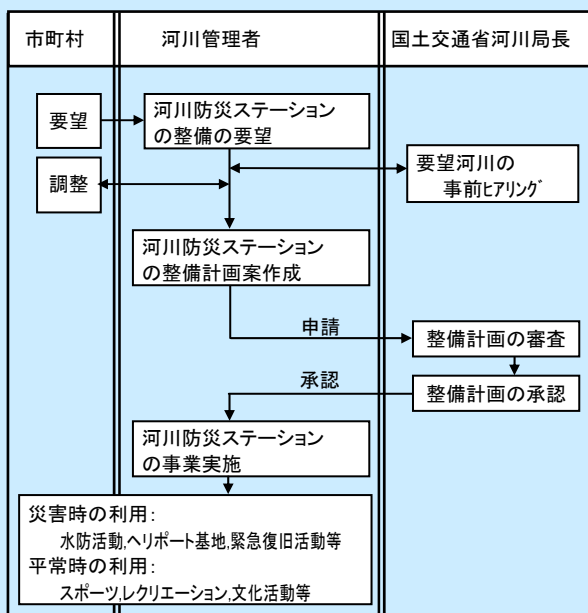 市町村 河川管理者 国土交通省河川局長
要望
河川防災ステーション
の整備の要望
調整
要望河川の
事前ヒアリング
河川防災ステーション
の整備計画案作成
申請
整備計画の審査
承認
整備計画の承認
河川防災ステーション
の事業実施
災害時の利用:
水防活動,ヘリポート基地,緊急復旧活動等
平常時の利用:
スポーツ,レクリエーション,文化活動等